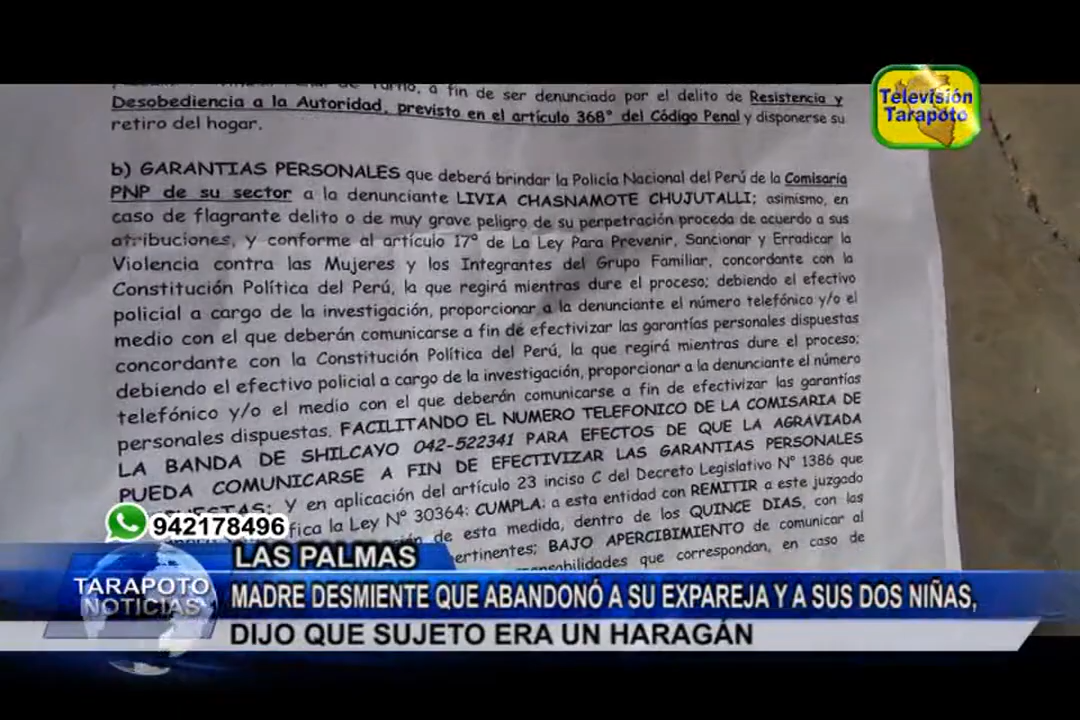 a fin de ser denunciado por el delito de Resistencia y
Desobediencia a la Autoridad, previsto en el artículo 368° del Código Penal y disponerse su
retiro del hogar.
b) GARANTIAS PERSONALES que deberá brindar la Policía Nacional del Perú de la Comisaría
PNP de su sector a la denunciante LIVIA CHASNAMOTE CHUJUTALLI; asimismo, en
caso de flagrante delito o de muy grave peligro de su perpetración proceda de acuerdo a sus
atribuciones, y conforme al artículo 17° de La Ley Para Prevenir, Sancionar y Erradicar la
Violencia contra las Mujeres y los Integrantes del Grupo Familiar, concordante con la
Constitución Política del Perú, la que regirá mientras dure el proceso; debiendo el efectivo
policial a cargo de la investigación, proporcionar a la denunciante el número telefónico y/o el
medio con el que deberán comunicarse a fin de efectivizar las garantías personales dispuestas
concordante con la Constitución Política del Perú, la que regirá mientras dure el proceso;
debiendo el efectivo policial a cargo de la investigación, proporcionar a la denunciante el número
telefónico y/o el medio con el que deberán comunicarse a fin de efectivizar las garantías
personales dispuestas. FACILITANDO EL NUMERO TELEFONICO DE LA COMISARIA DE
LA BANDA DE SHILCAYO 042-522341 PARA EFECTOS DE QUE LA AGRAVIADA
PUEDA COMUNICARSE A FIN DE EFECTIVIZAR LAS GARANTIAS PERSONALES
Y en aplicación del artículo 23 inciso C del Decreto Legislativo N° 1386 que
la Ley N° 30364: CUMPLA: a esta entidad con REMITIR a este juzgado
de esta medida, dentro de los QUINCE DIAS, con las
BAJO APERCIBIMIENTO de comunicar al
que correspondan, en caso de
Televisión
Tarapoto
942178496
LAS PALMAS
TARAPOTO
NOTICIAS
MADRE DESMIENTE QUE ABANDONÓ A SU EXPAREJA Y A SUS DOS NIÑAS,
DIJO QUE SUJETO ERA UN HARAGÁN